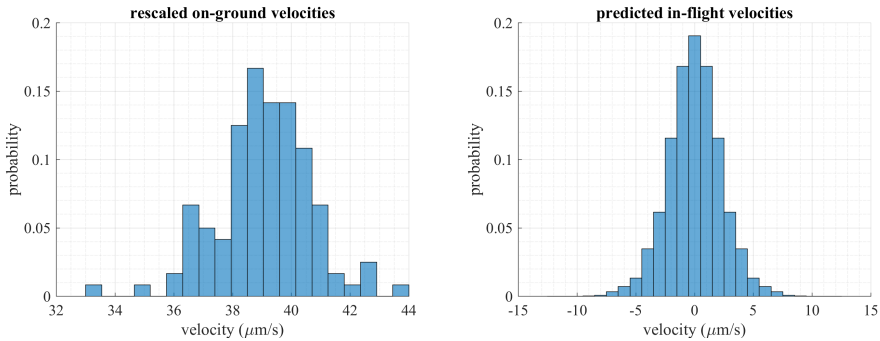 rescaled on-ground velocities
0.2
0.15
0.1
0.05
0
probability
32 34 36 38 40 42 44
velocity (μm/s)
predicted in-flight velocities
0.2
0.15
0.1
0.05
0
probability
-15 -10 -5 0 5 10 15
velocity (μm/s)